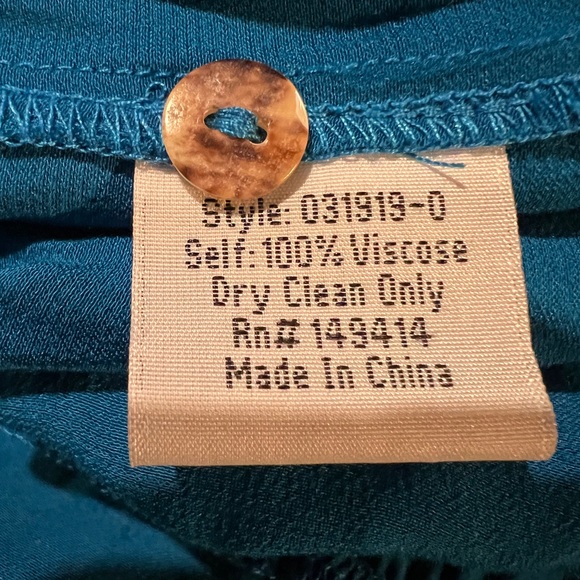 Style: 031919-0
Self: 100% Viscose
Dry Clean Only
Rn# 149414
Made In China